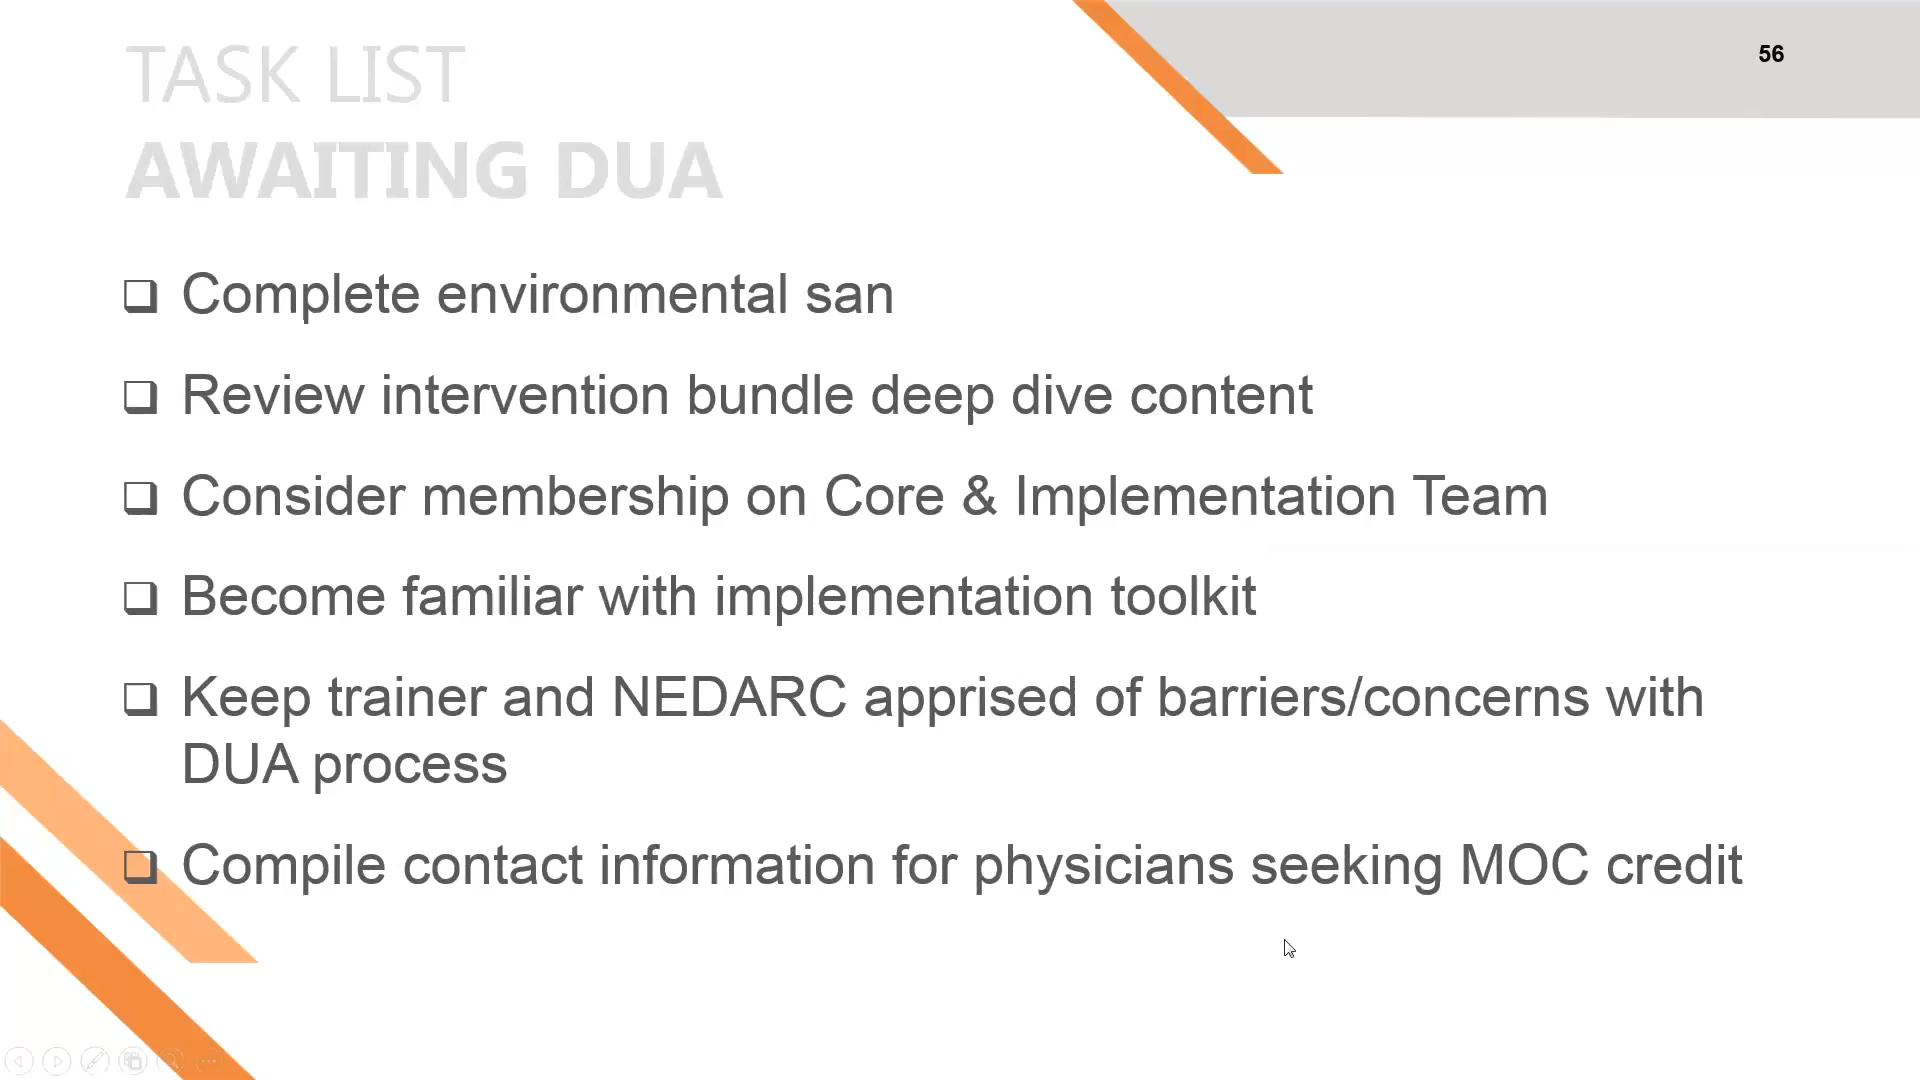 56
TASK LIST
AWAITING DUA
Complete environmental san
Review intervention bundle deep dive content
Consider membership on Core & Implementation Team
Become familiar with implementation toolkit
Keep trainer and NEDARC apprised of barriers/concerns with
DUA process
Compile contact information for physicians seeking MOC credit